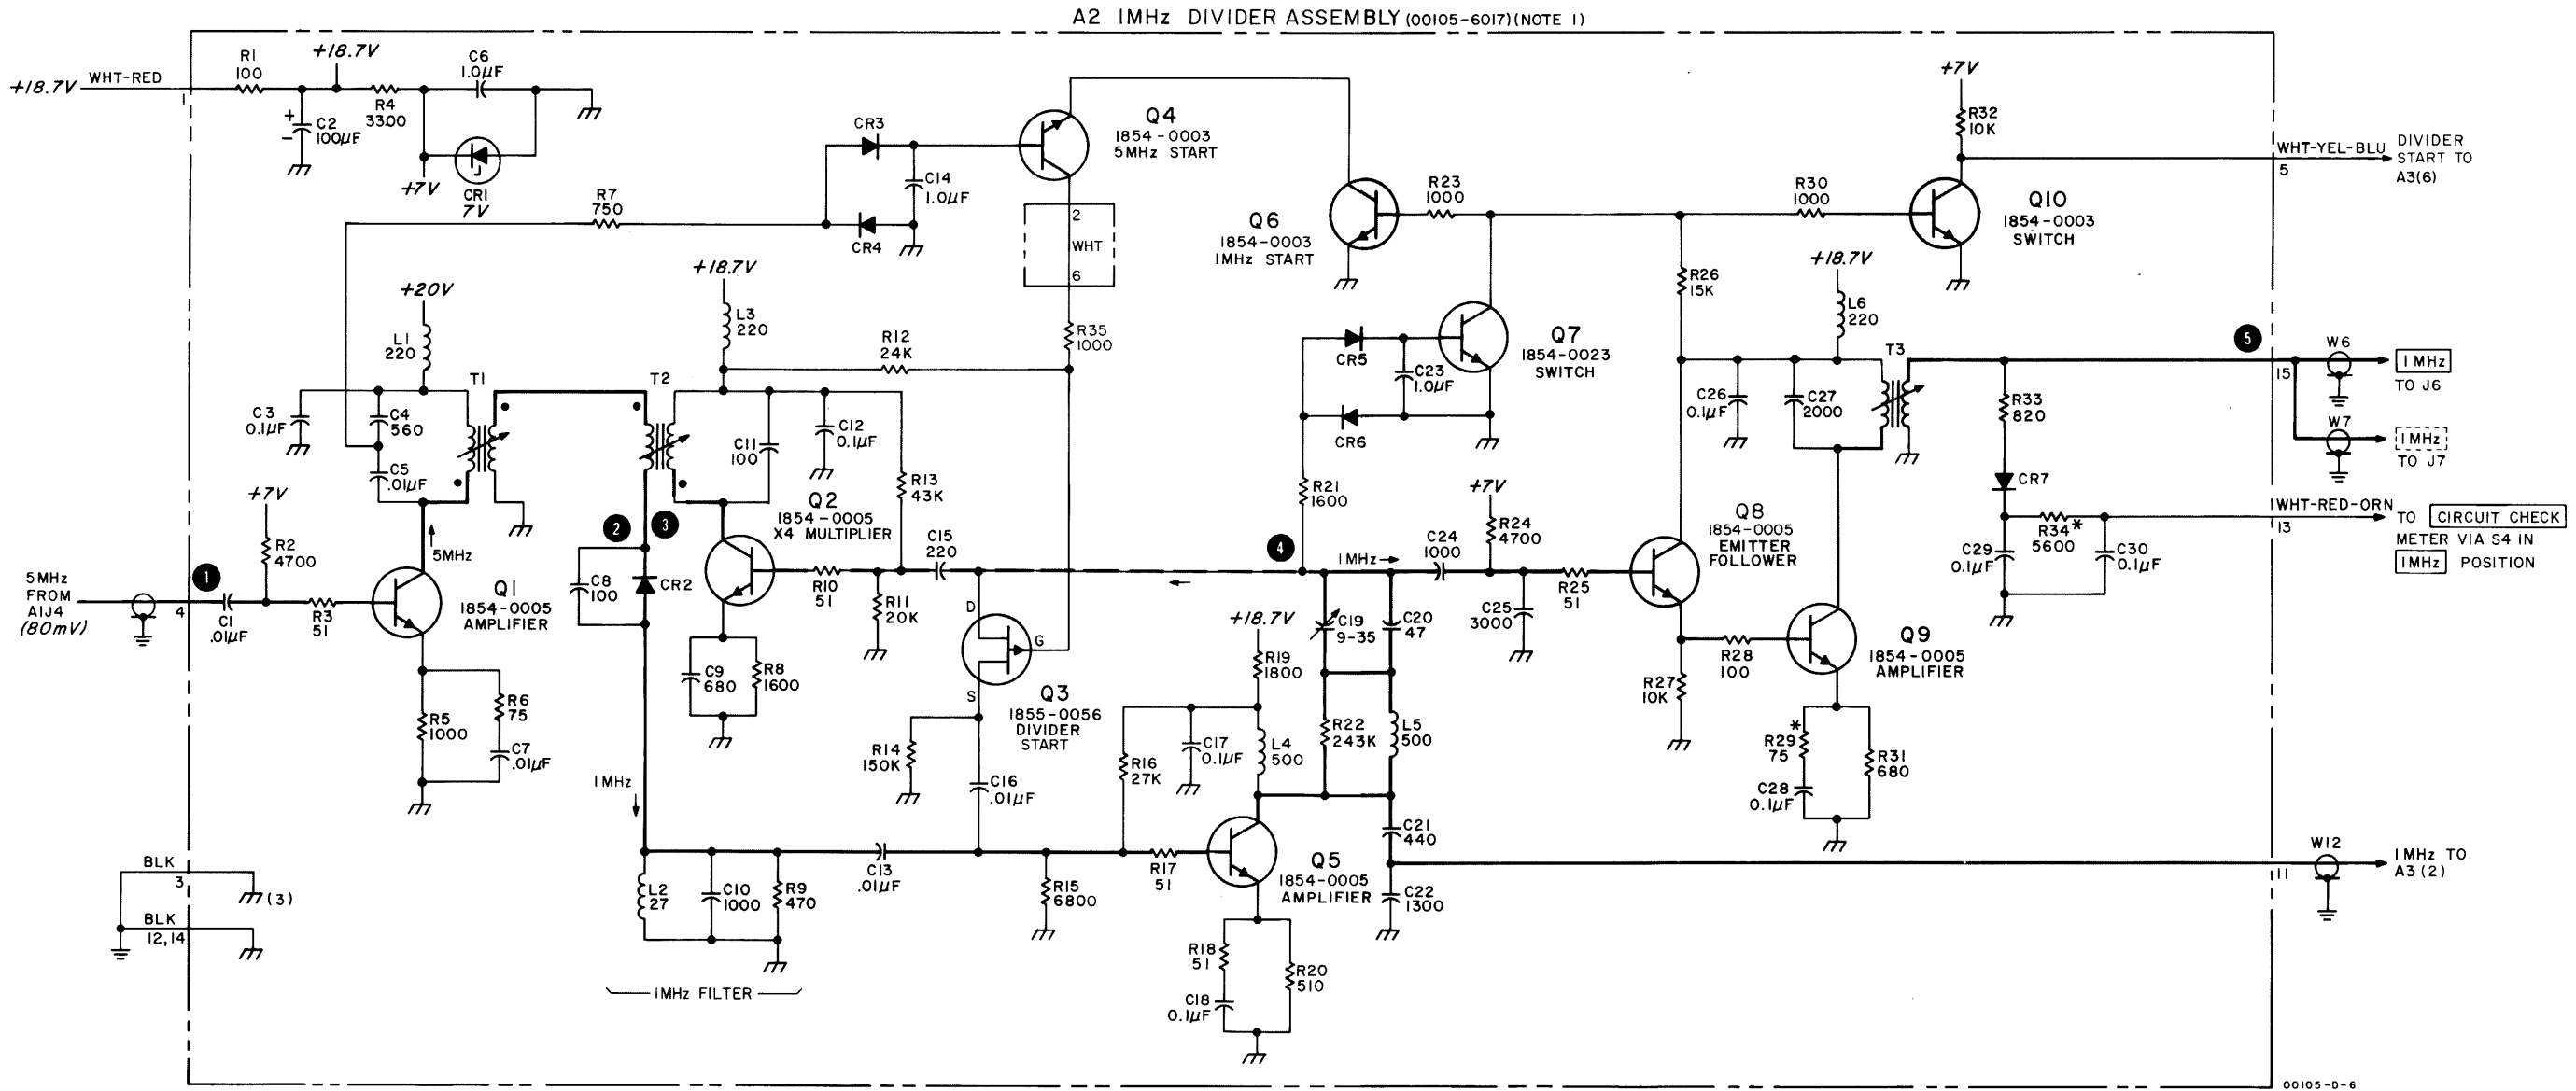 A2 1MHz DIVIDER ASSEMBLY (00105-6017)(NOTE 1)
+18.7V
WHT-RED
1
R1
100
+18.7V
C6
1.0µF
R4
3300
+
−
C2
100µF
+7V
CR1
7V
CR3
Q4
1854-0003
5MHz START
C14
1.0µF
R7
750
CR4
2
WHT
6
Q6
1854-0003
1MHz START
R23
1000
R30
1000
+7V
R32
10K
Q10
1854-0003
SWITCH
WHT-YEL-BLU
5
DIVIDER
START TO
A3(6)
+20V
L1
220
+18.7V
L3
220
R12
24K
R35
1000
CR5
C23
1.0µF
CR6
Q7
1854-0023
SWITCH
R26
15K
+18.7V
L6
220
T3
5
15
W6
1MHz
TO J6
W7
1MHz
TO J7
C3
0.1µF
C4
560
C5
.01µF
T1
T2
C11
100
C12
0.1µF
R13
43K
R21
1600
C26
0.1µF
C27
2000
R33
820
CR7
WHT-RED-ORN
13
TO CIRCUIT CHECK
METER VIA S4 IN
1MHz POSITION
R34*
5600
C29
0.1µF
C30
0.1µF
5MHz
FROM
A1J4
(80mV)
4
1
C1
.01µF
+7V
R2
4700
R3
51
5MHz
Q1
1854-0005
AMPLIFIER
2
3
C8
100
CR2
Q2
1854-0005
X4 MULTIPLIER
R10
51
R11
20K
C15
220
4
1MHz
C24
1000
+7V
R24
4700
C25
3000
R25
51
Q8
1854-0005
EMITTER
FOLLOWER
R5
1000
R6
75
C7
.01µF
C9
680
R8
1600
D
G
S
Q3
1855-0056
DIVIDER
START
R14
150K
C16
.01µF
+18.7V
R19
1800
C19
9-35
C20
47
R22
243K
L5
500
R16
27K
C17
0.1µF
L4
500
R27
10K
R28
100
Q9
1854-0005
AMPLIFIER
*
R29
75
C28
0.1µF
R31
680
1MHz
L2
27
C10
1000
R9
470
C13
.01µF
R15
6800
R17
51
Q5
1854-0005
AMPLIFIER
C21
440
C22
1300
W12
11
1MHz TO
A3(2)
BLK
3
(3)
BLK
12,14
R18
51
C18
0.1µF
R20
510
1MHz FILTER
00105-D-6